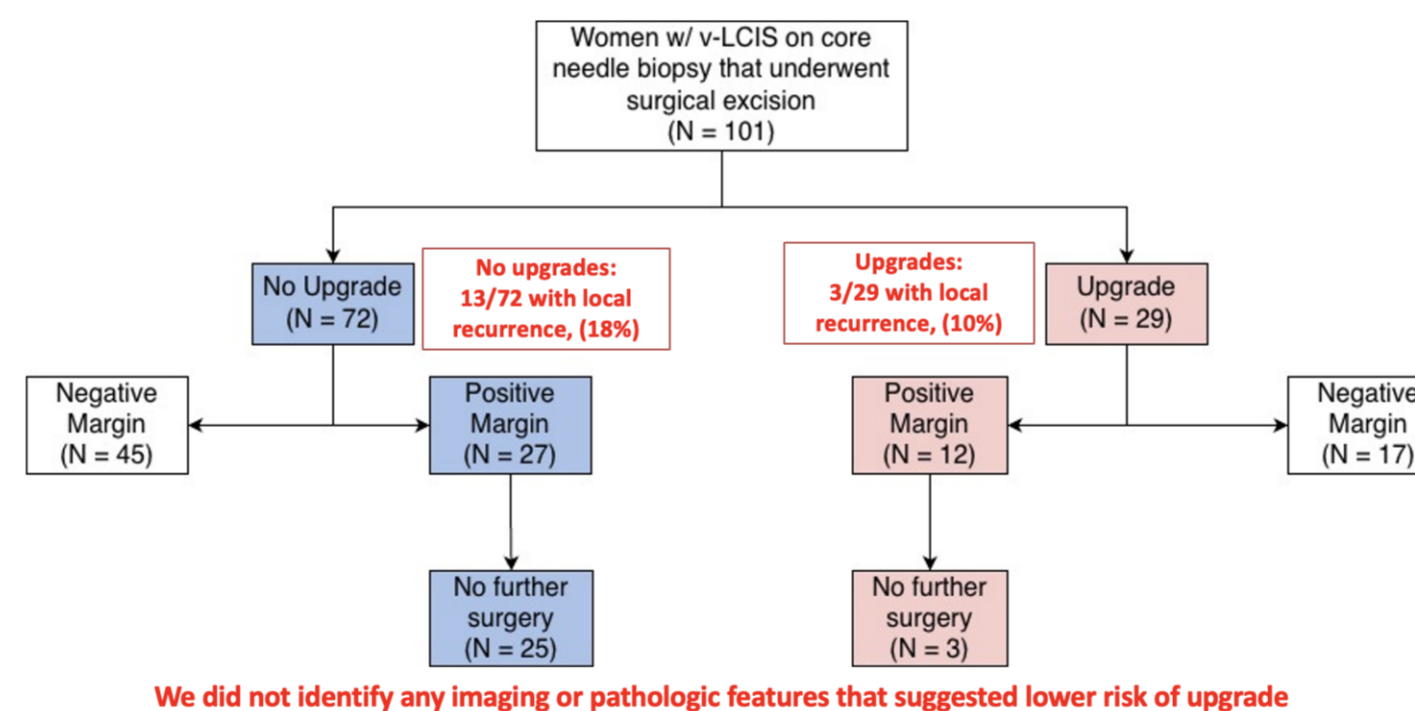 Women w/ v-LCIS on core
needle biopsy that underwent
surgical excision
(N = 101)
No Upgrade
(N = 72)
No upgrades:
13/72 with local
recurrence, (18%)
Upgrades:
3/29 with local
recurrence, (10%)
Upgrade
(N = 29)
Negative
Margin
(N = 45)
Positive
Margin
(N = 27)
Positive
Margin
(N = 12)
Negative
Margin
(N = 17)
No further
surgery
(N = 25)
No further
surgery
(N = 3)
We did not identify any imaging or pathologic features that suggested lower risk of upgrade